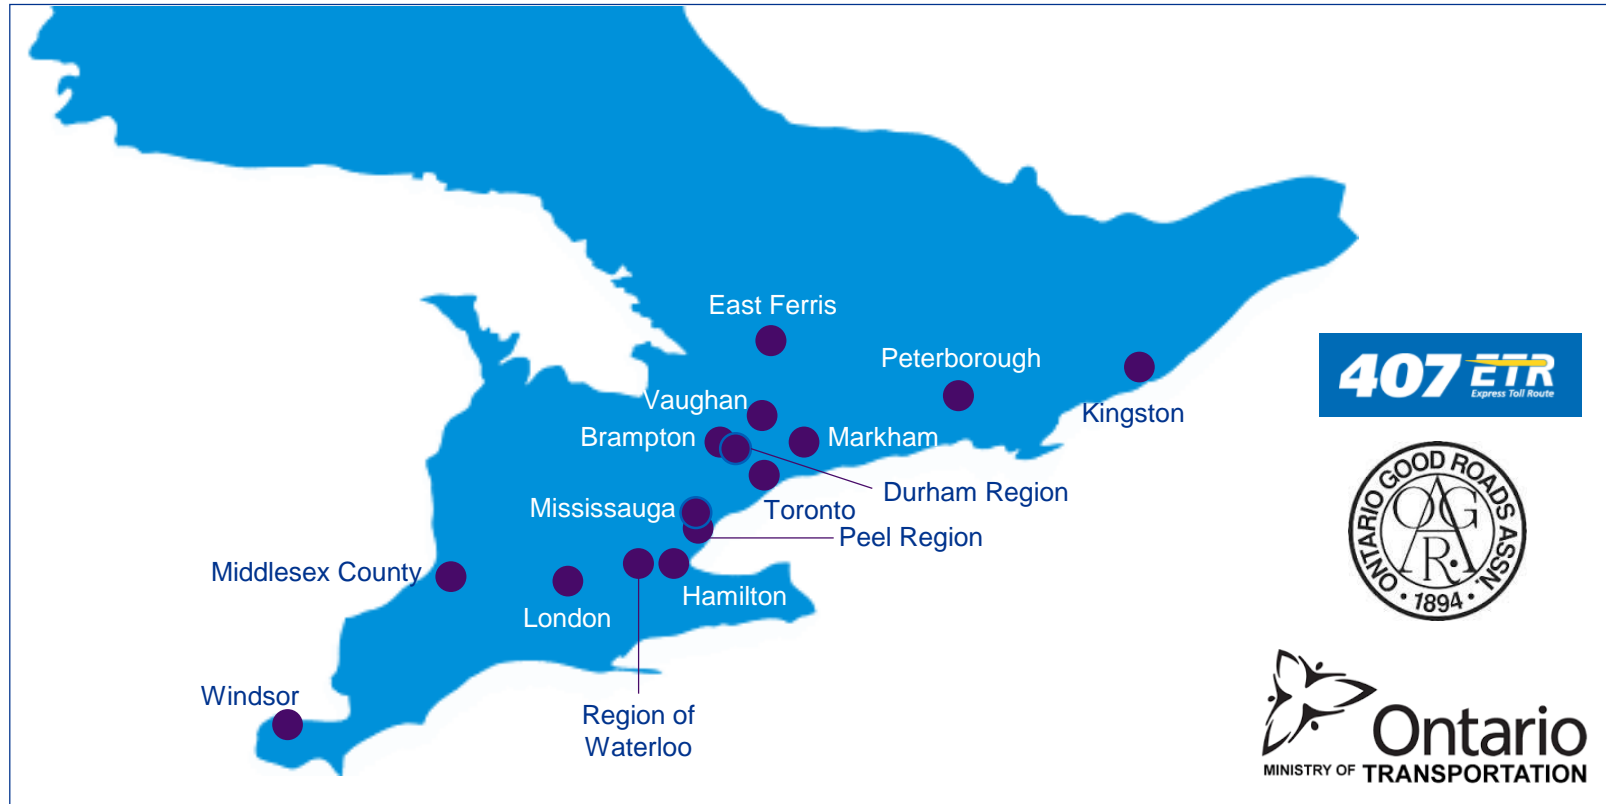 East Ferris
Peterborough
Vaughan
Kingston
Brampton
Markham
Durham Region
Mississauga
Toronto
Peel Region
Middlesex County
Hamilton
London
Windsor
Region of
Waterloo
407 ETR
Express Toll Route
ONTARIO GOOD ROADS ASSN.
OGRA
• 1894 •
Ontario
MINISTRY OF TRANSPORTATION